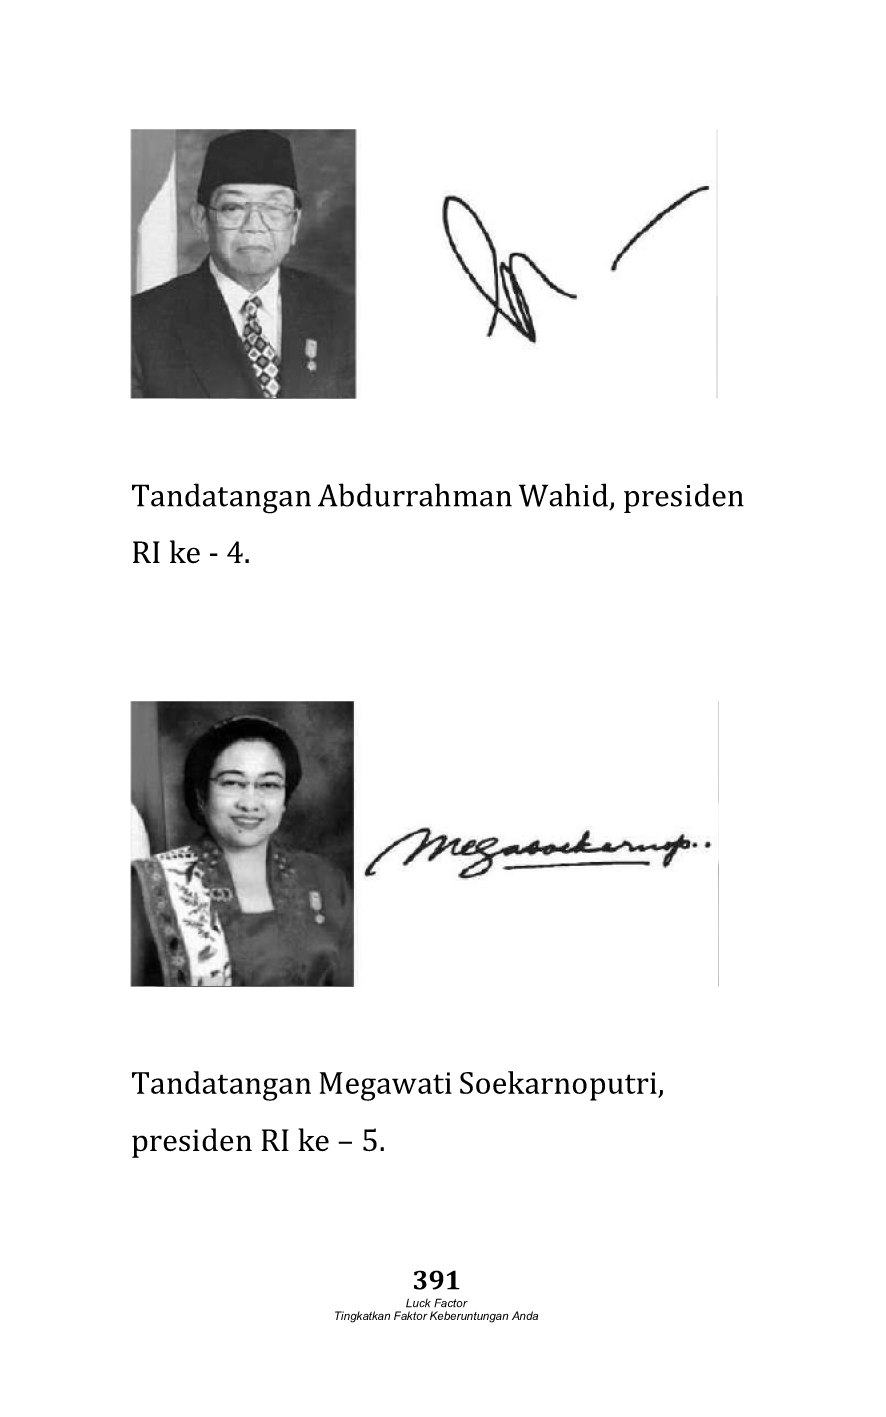 Tandatangan Abdurrahman Wahid, presiden
RI ke - 4.
Megasoekarnop..
Tandatangan Megawati Soekarnoputri,
presiden RI ke – 5.
391
Luck Factor
Tingkatkan Faktor Keberuntungan Anda